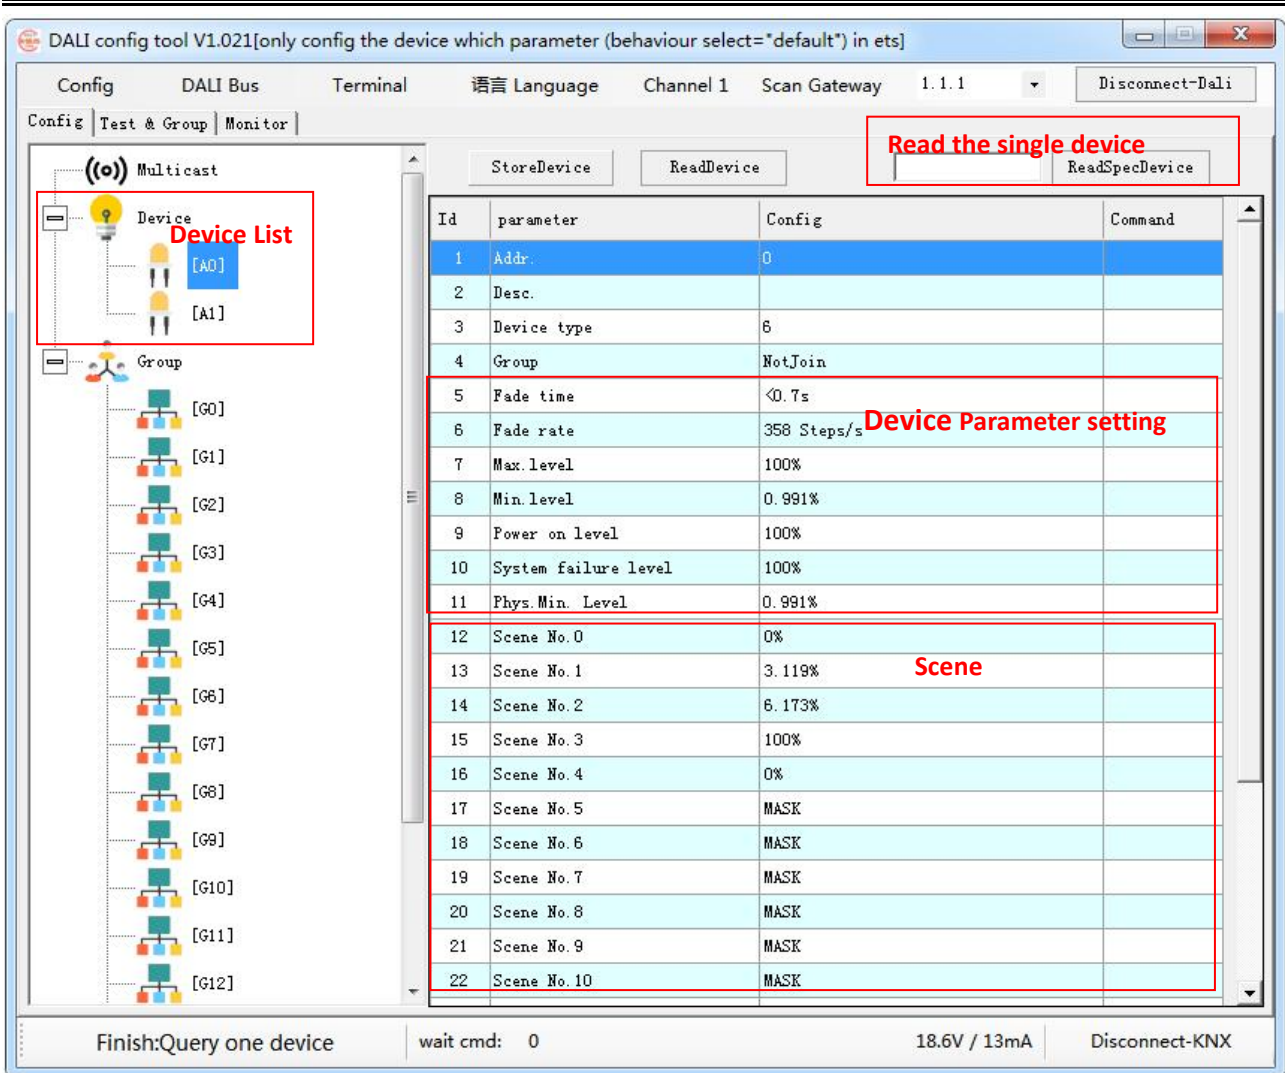 DALI config tool V1.021[only config the device which parameter (behaviour select="default") in ets]
Config DALI Bus Terminal 语言 Language Channel 1 Scan Gateway 1.1.1 Disconnect-Dali
Config Test & Group Monitor
Read the single device
StoreDevice ReadDevice ReadSpecDevice
Multicast
Device
Device List
[A0]
[A1]
Group
[G0]
[G1]
[G2]
[G3]
[G4]
[G5]
[G6]
[G7]
[G8]
[G9]
[G10]
[G11]
[G12]
Id parameter Config Command
1 Addr. 0
2 Desc.
3 Device type 6
4 Group NotJoin
5 Fade time <0.7s
Device Parameter setting
6 Fade rate 358 Steps/s
7 Max.level 100%
8 Min.level 0.991%
9 Power on level 100%
10 System failure level 100%
11 Phys.Min. Level 0.991%
12 Scene No.0 0%
Scene
13 Scene No.1 3.119%
14 Scene No.2 6.173%
15 Scene No.3 100%
16 Scene No.4 0%
17 Scene No.5 MASK
18 Scene No.6 MASK
19 Scene No.7 MASK
20 Scene No.8 MASK
21 Scene No.9 MASK
22 Scene No.10 MASK
Finish:Query one device wait cmd: 0 18.6V / 13mA Disconnect-KNX